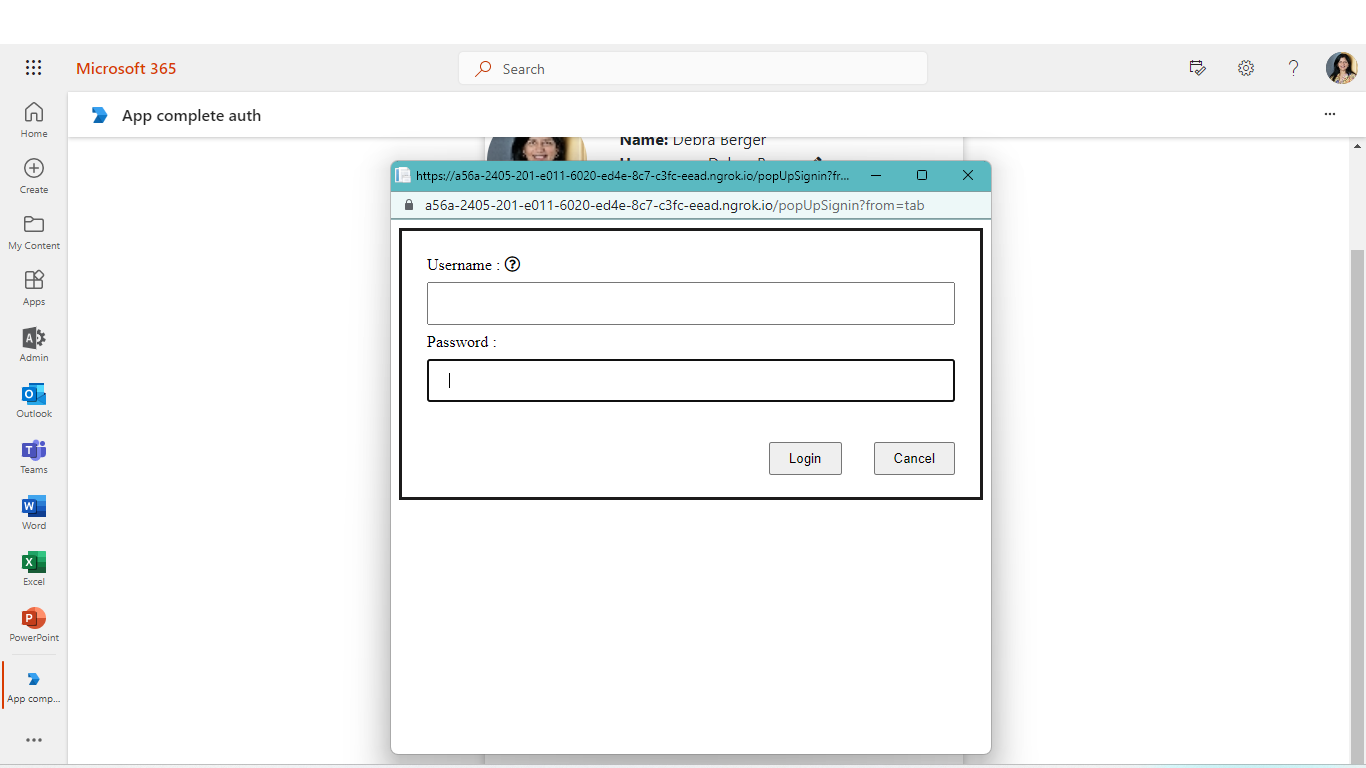 Microsoft 365
Search
App complete auth
Home
Create
My Content
Apps
Admin
Outlook
Teams
Word
Excel
PowerPoint
App comp...
Name: Debra Berger
https://a56a-2405-201-e011-6020-ed4e-8c7-c3fc-eead.ngrok.io/popUpSignin?fr...
a56a-2405-201-e011-6020-ed4e-8c7-c3fc-eead.ngrok.io/popUpSignin?from=tab
Username :
Password :
Login
Cancel